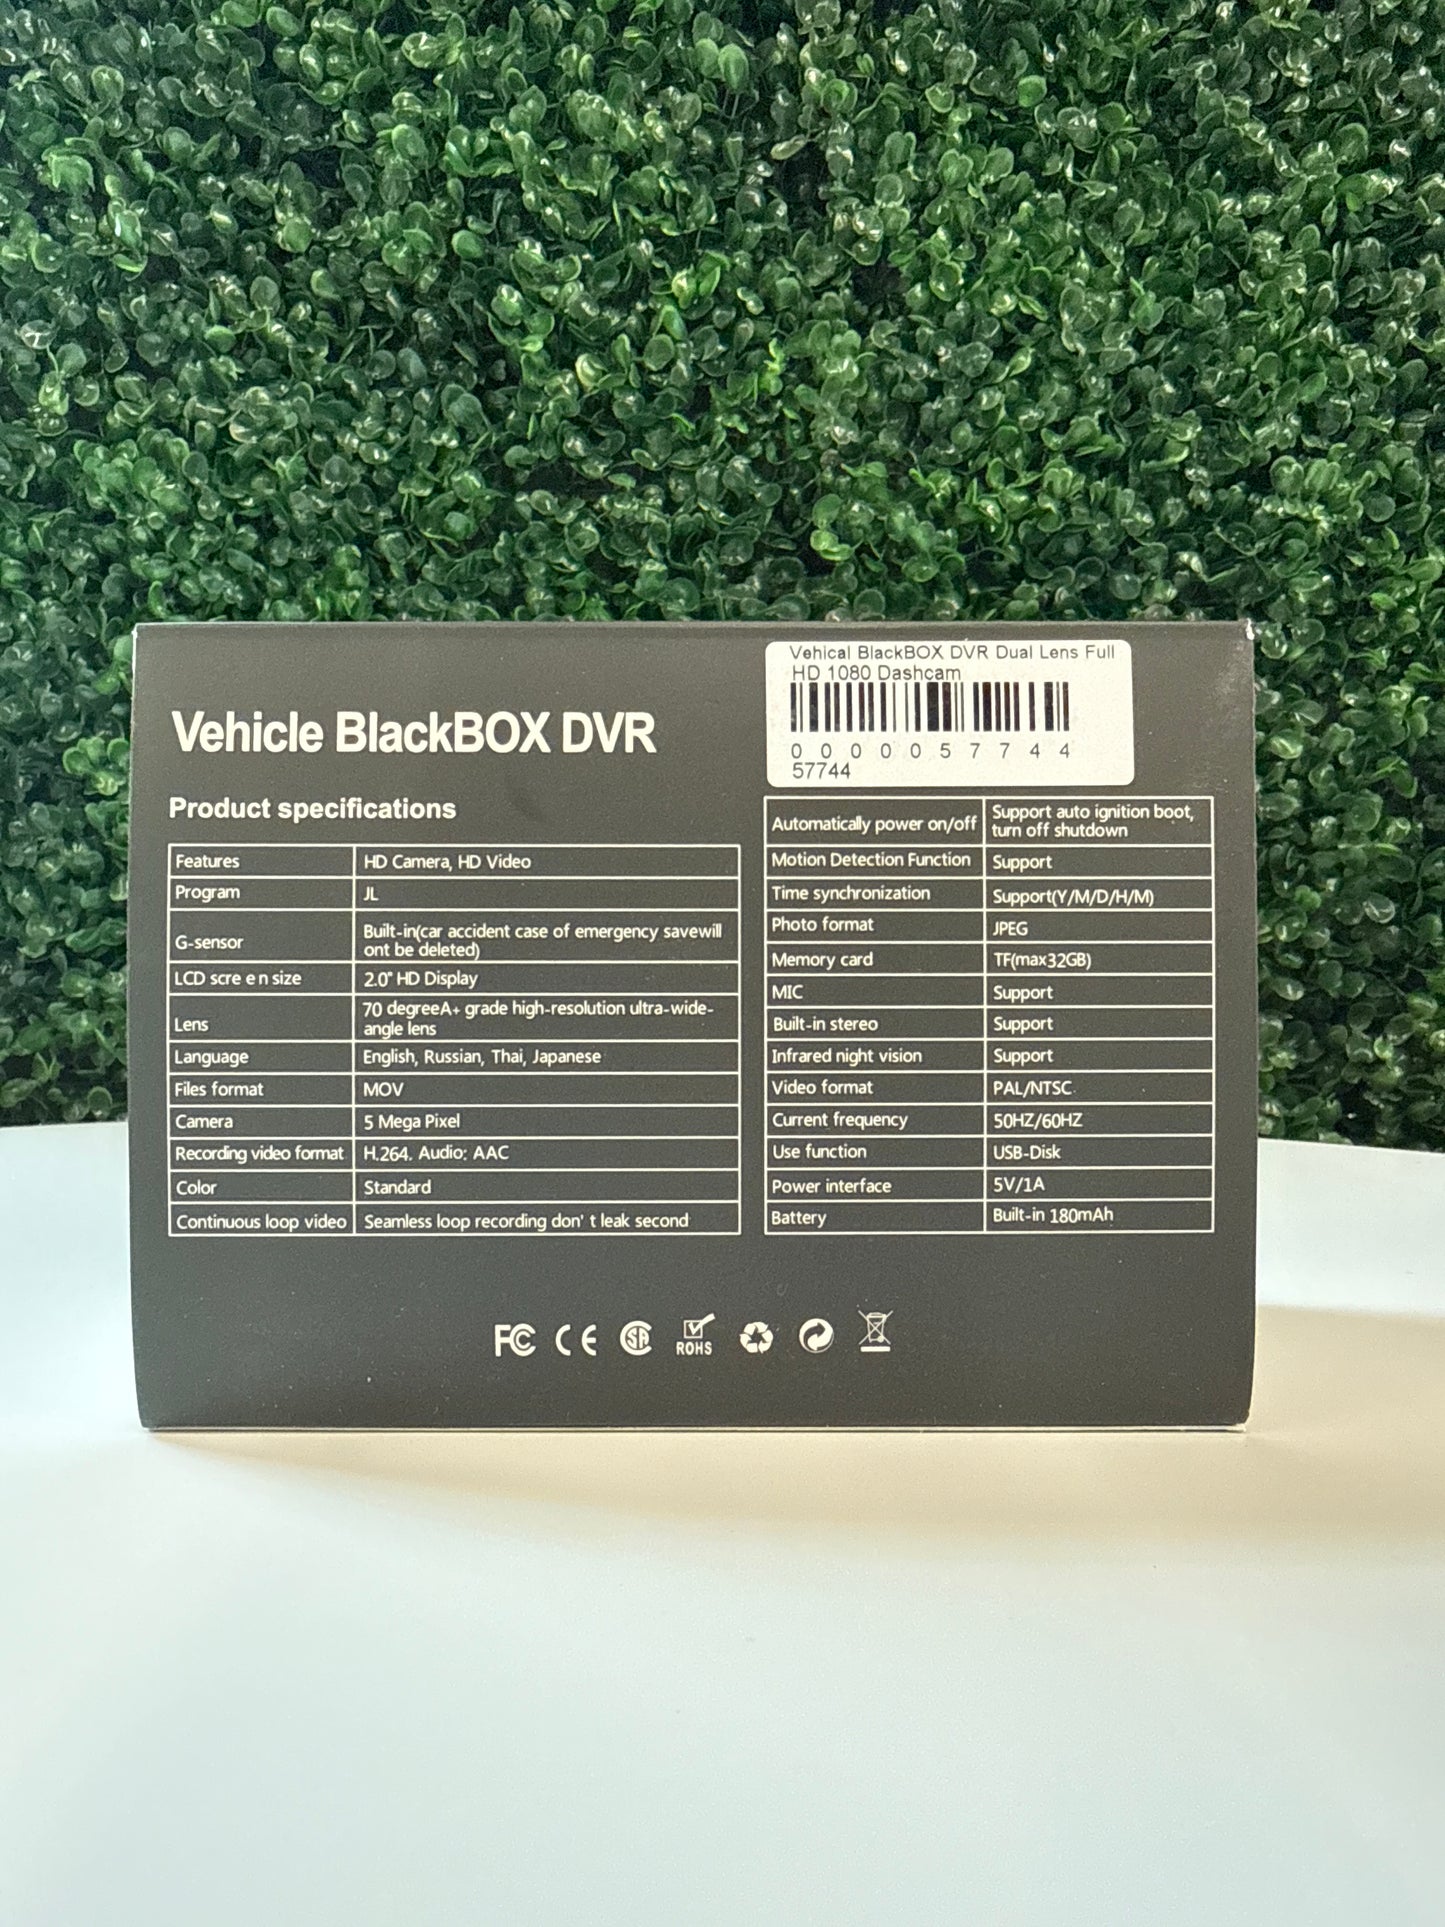 Vehical BlackBOX DVR Dual Lens Full
HD 1080 Dashcam
0 0 0 0 0 5 7 7 4 4
57744
Vehicle BlackBOX DVR
Product specifications
Features HD Camera, HD Video
Program JL
G-sensor Built-in(car accident case of emergency savewill
ont be deleted)
LCD scre e n size 2.0" HD Display
Lens 70 degreeA+ grade high-resolution ultra-wide-
angle lens
Language English, Russian, Thai, Japanese
Files format MOV
Camera 5 Mega Pixel
Recording video format H.264. Audio: AAC
Color Standard
Continuous loop video Seamless loop recording don' t leak second
Automatically power on/off Support auto ignition boot,
turn off shutdown
Motion Detection Function Support
Time synchronization Support(Y/M/D/H/M)
Photo format JPEG
Memory card TF(max32GB)
MIC Support
Built-in stereo Support
Infrared night vision Support
Video format PAL/NTSC
Current frequency 50HZ/60HZ
Use function USB-Disk
Power interface 5V/1A
Battery Built-in 180mAh
FC CE SA ROHS